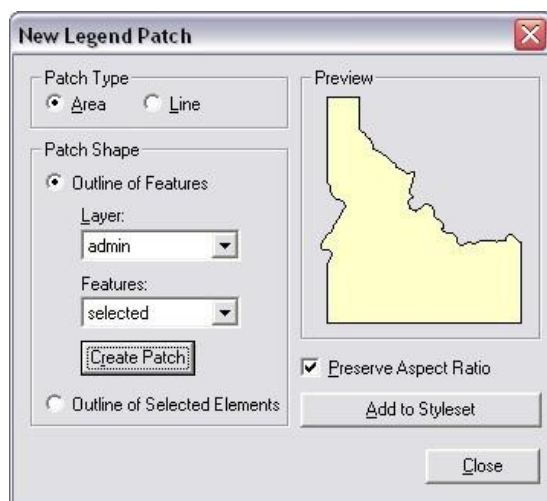 New Legend Patch
Patch Type
Area
Line
Patch Shape
Outline of Features
Layer:
admin
Features:
selected
Create Patch
Outline of Selected Elements
Preview
Preserve Aspect Ratio
Add to Styleset
Close